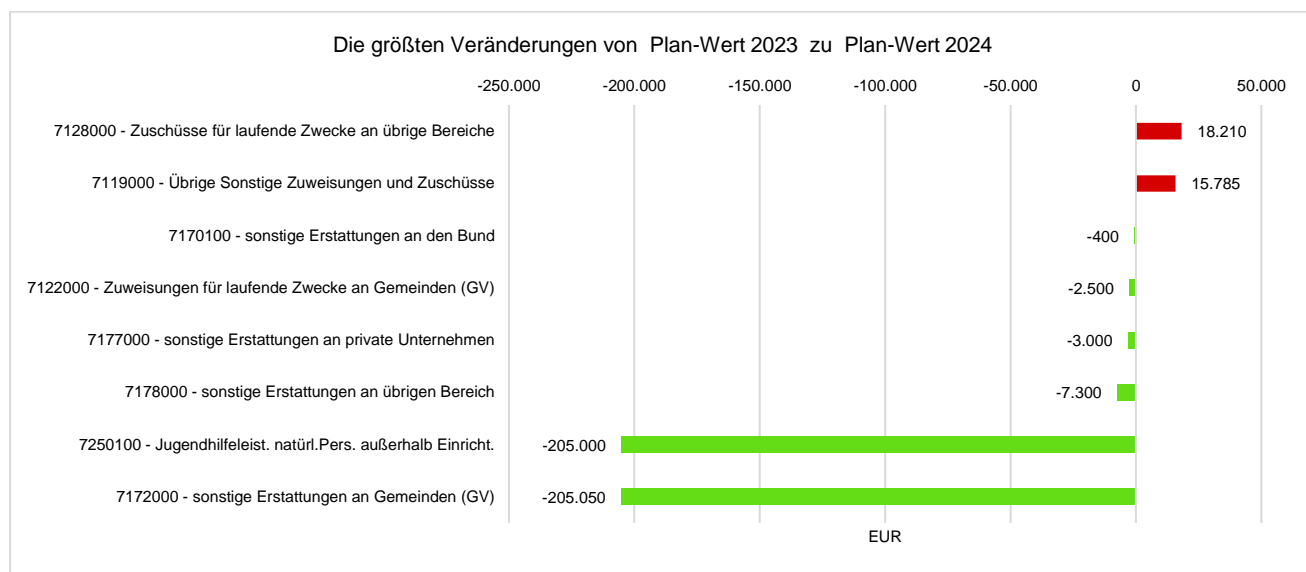 Die größten Veränderungen von  Plan-Wert 2023  zu  Plan-Wert 2024
-250.000 -200.000 -150.000 -100.000 -50.000 0 50.000
7128000 - Zuschüsse für laufende Zwecke an übrige Bereiche 18.210
7119000 - Übrige Sonstige Zuweisungen und Zuschüsse 15.785
7170100 - sonstige Erstattungen an den Bund -400
7122000 - Zuweisungen für laufende Zwecke an Gemeinden (GV) -2.500
7177000 - sonstige Erstattungen an private Unternehmen -3.000
7178000 - sonstige Erstattungen an übrigen Bereich -7.300
7250100 - Jugendhilfeleist. natürl.Pers. außerhalb Einricht. -205.000
7172000 - sonstige Erstattungen an Gemeinden (GV) -205.050
EUR